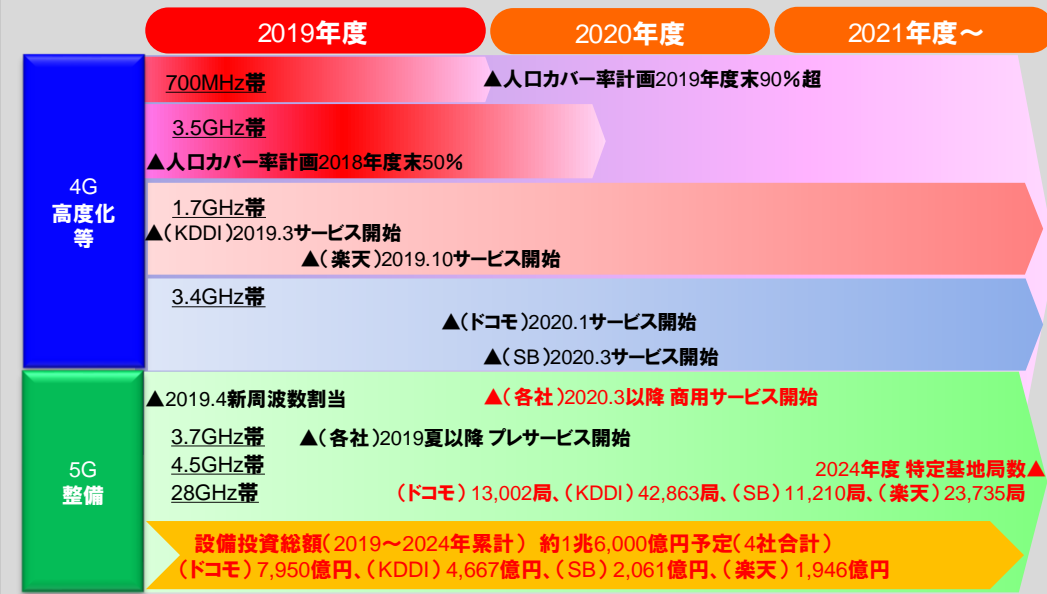 2019年度
2020年度
2021年度～
4G
高度化
等
700MHz帯
▲人口カバー率計画2019年度末90％超
3.5GHz帯
▲人口カバー率計画2018年度末50％
1.7GHz帯
▲（KDDI）2019.3サービス開始
▲（楽天）2019.10サービス開始
3.4GHz帯
▲（ドコモ）2020.1サービス開始
▲（SB）2020.3サービス開始
5G
整備
▲2019.4新周波数割当
▲（各社）2020.3以降 商用サービス開始
3.7GHz帯
▲（各社）2019夏以降 プレサービス開始
4.5GHz帯
2024年度 特定基地局数▲
28GHz帯
（ドコモ）13,002局、（KDDI）42,863局、（SB）11,210局、（楽天）23,735局
設備投資総額（2019～2024年累計） 約1兆6,000億円予定（4社合計）
（ドコモ）7,950億円、（KDDI）4,667億円、（SB）2,061億円、（楽天）1,946億円